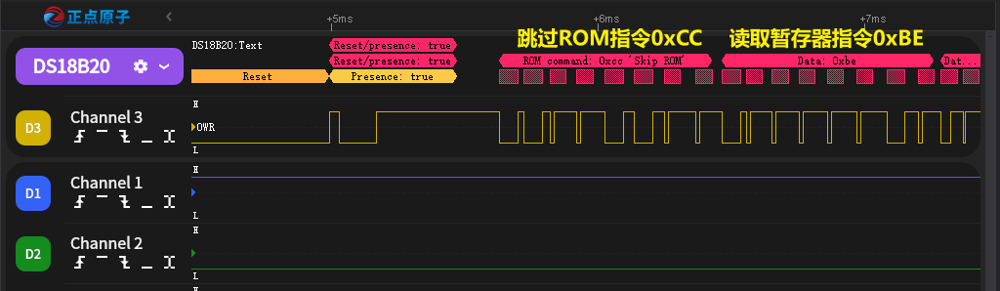 正点原子
+5ms
+6ms
+7ms
跳过ROM指令0xCC
读取暂存器指令0xBE
DS18B20
DS18B20:Text
Reset/presence: true
Reset/presence: true
ROM command: 0xcc 'Skip ROM'
Data: 0xbe
Dat...
Reset
Presence: true
D3
Channel 3
H
OWR
L
D1
Channel 1
H
L
D2
Channel 2
H
L
H